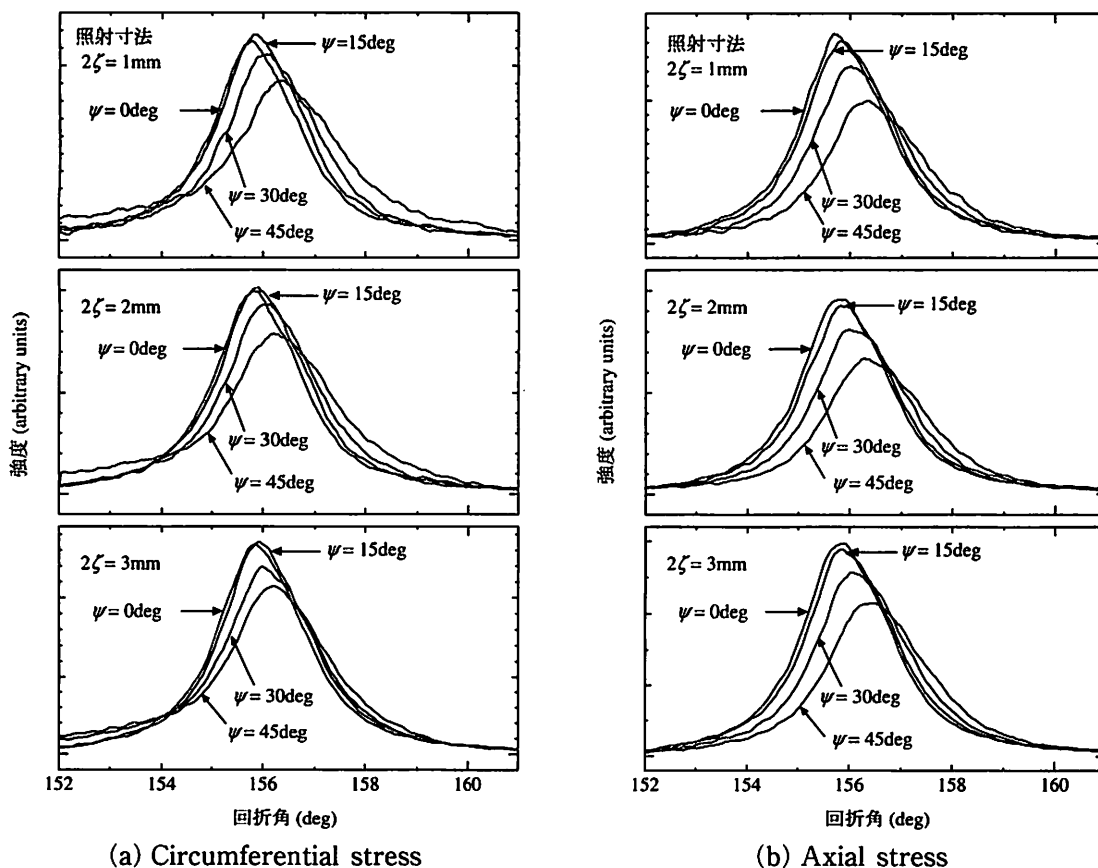 照射寸法
2ζ = 1mm
ψ = 15deg
ψ = 0deg
ψ = 30deg
ψ = 45deg
2ζ = 2mm
ψ = 15deg
ψ = 0deg
ψ = 30deg
ψ = 45deg
2ζ = 3mm
ψ = 15deg
ψ = 0deg
ψ = 30deg
ψ = 45deg
強度 (arbitrary units)
152 154 156 158 160
回折角 (deg)
(a) Circumferential stress
照射寸法
2ζ = 1mm
ψ = 15deg
ψ = 0deg
ψ = 30deg
ψ = 45deg
2ζ = 2mm
ψ = 15deg
ψ = 0deg
ψ = 30deg
ψ = 45deg
2ζ = 3mm
ψ = 15deg
ψ = 0deg
ψ = 30deg
ψ = 45deg
強度 (arbitrary units)
152 154 156 158 160
回折角 (deg)
(b) Axial stress